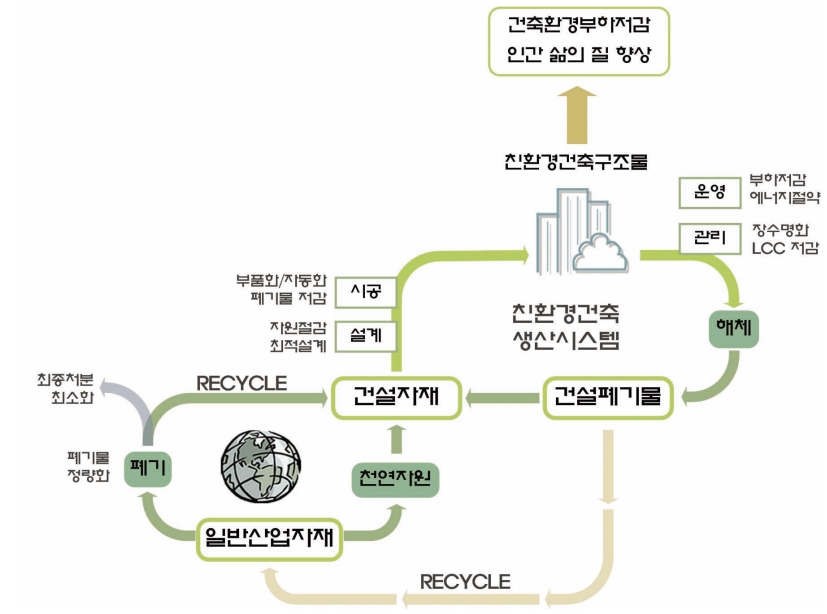 건축환경부하저감
인간 삶의 질 향상
친환경건축구조물
운영
부하저감
에너지절약
관리
장수명화
LCC 저감
부품화/자동화
폐기물 저감
시공
자원절감
최적설계
설계
친환경건축
생산시스템
해체
최종처분
최소화
RECYCLE
건설자재
건설폐기물
폐기물
정량화
폐기
천연자원
일반산업자재
RECYCLE